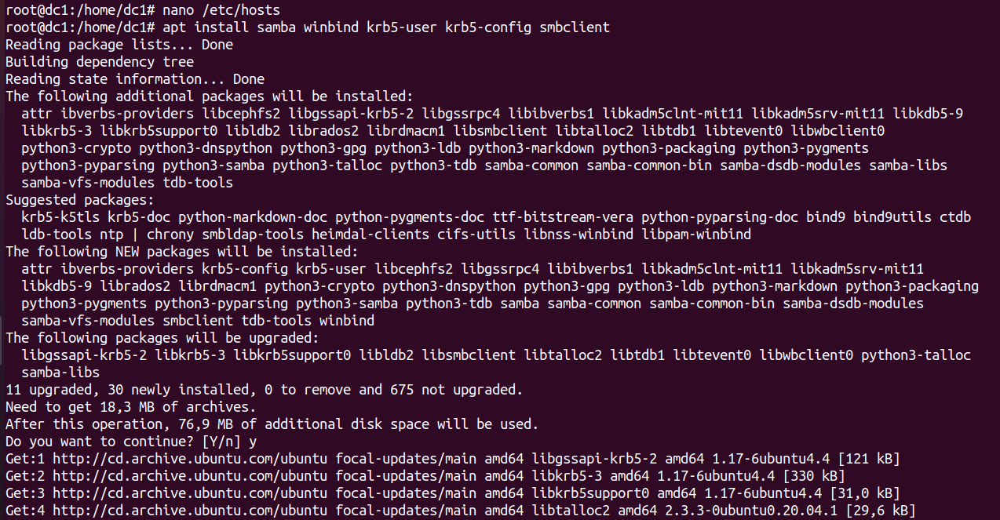 root@dc1:/home/dc1# nano /etc/hosts
root@dc1:/home/dc1# apt install samba winbind krb5-user krb5-config smbclient
Reading package lists... Done
Building dependency tree
Reading state information... Done
The following additional packages will be installed:
  attr ibverbs-providers libcephfs2 libgssapi-krb5-2 libgssrpc4 libibverbs1 libkadm5clnt-mit11 libkadm5srv-mit11 libkdb5-9
  libkrb5-3 libkrb5support0 libldb2 librados2 librdmacm1 libsmbclient libtalloc2 libtdb1 libtevent0 libwbclient0
  python3-crypto python3-dnspython python3-gpg python3-ldb python3-markdown python3-packaging python3-pygments
  python3-pyparsing python3-samba python3-talloc python3-tdb samba-common samba-common-bin samba-dsdb-modules samba-libs
  samba-vfs-modules tdb-tools
Suggested packages:
  krb5-k5tls krb5-doc python-markdown-doc python-pygments-doc ttf-bitstream-vera python-pyparsing-doc bind9 bind9utils ctdb
  ldb-tools ntp | chrony smbldap-tools heimdal-clients cifs-utils libnss-winbind libpam-winbind
The following NEW packages will be installed:
  attr ibverbs-providers krb5-config krb5-user libcephfs2 libgssrpc4 libibverbs1 libkadm5clnt-mit11 libkadm5srv-mit11
  libkdb5-9 librados2 librdmacm1 python3-crypto python3-dnspython python3-gpg python3-ldb python3-markdown python3-packaging
  python3-pygments python3-pyparsing python3-samba python3-tdb samba samba-common samba-common-bin samba-dsdb-modules
  samba-vfs-modules smbclient tdb-tools winbind
The following packages will be upgraded:
  libgssapi-krb5-2 libkrb5-3 libkrb5support0 libldb2 libsmbclient libtalloc2 libtdb1 libtevent0 libwbclient0 python3-talloc
  samba-libs
11 upgraded, 30 newly installed, 0 to remove and 675 not upgraded.
Need to get 18,3 MB of archives.
After this operation, 76,9 MB of additional disk space will be used.
Do you want to continue? [Y/n] y
Get:1 http://cd.archive.ubuntu.com/ubuntu focal-updates/main amd64 libgssapi-krb5-2 amd64 1.17-6ubuntu4.4 [121 kB]
Get:2 http://cd.archive.ubuntu.com/ubuntu focal-updates/main amd64 libkrb5-3 amd64 1.17-6ubuntu4.4 [330 kB]
Get:3 http://cd.archive.ubuntu.com/ubuntu focal-updates/main amd64 libkrb5support0 amd64 1.17-6ubuntu4.4 [31,0 kB]
Get:4 http://cd.archive.ubuntu.com/ubuntu focal-updates/main amd64 libtalloc2 amd64 2.3.3-0ubuntu0.20.04.1 [29,6 kB]